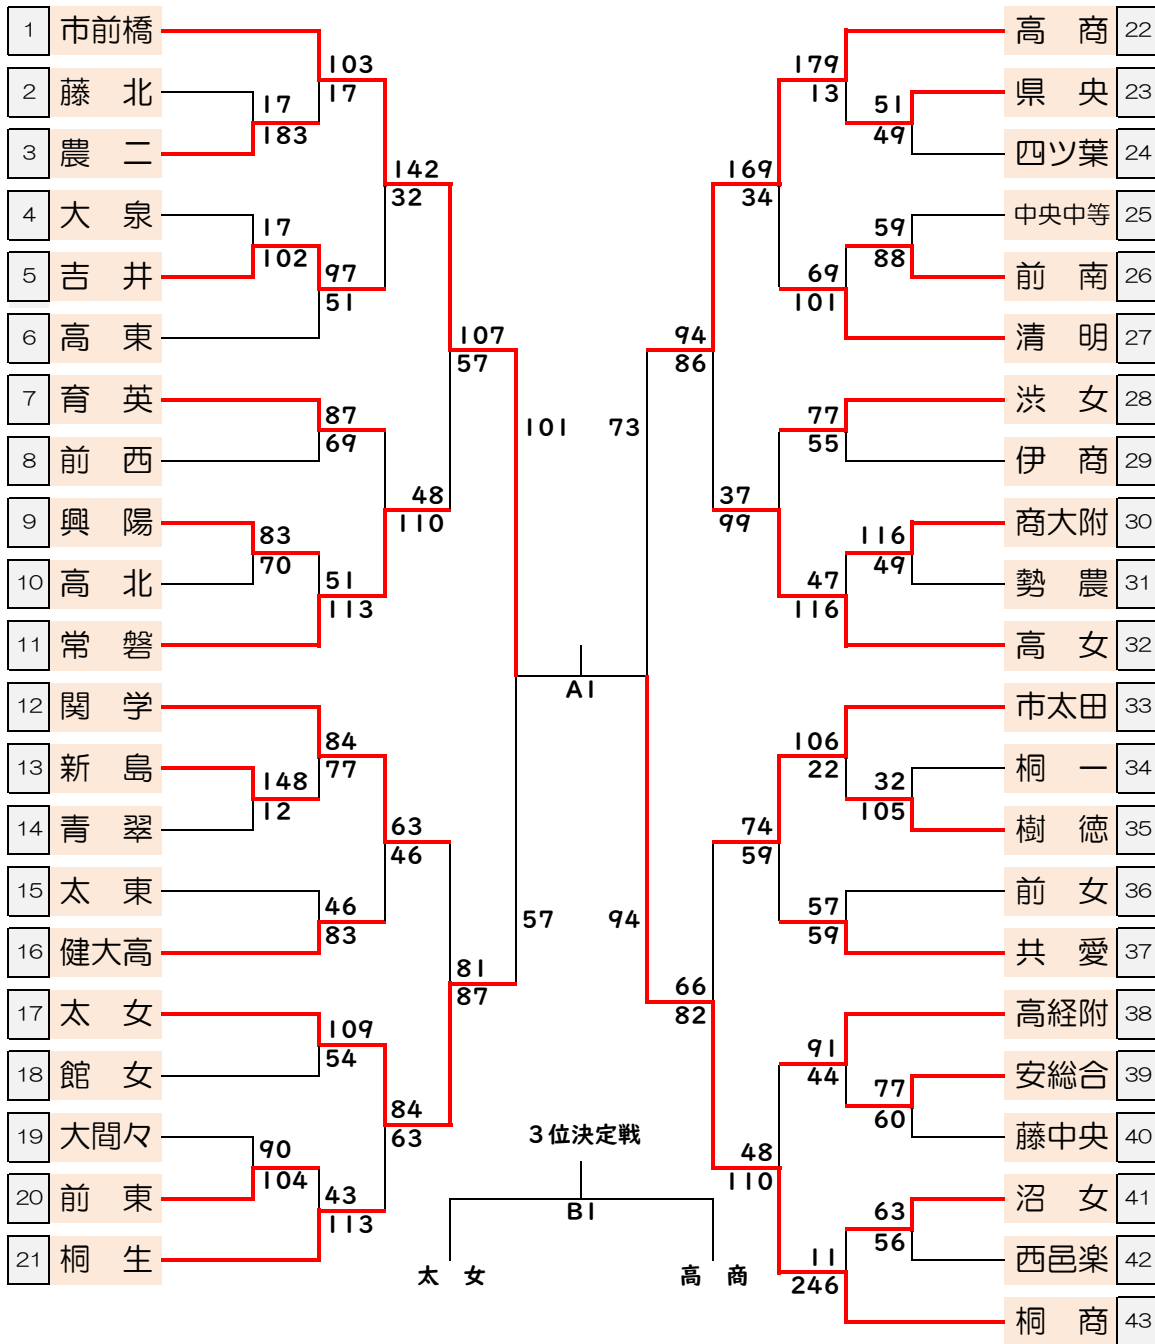 1 市前橋
2 藤 北
3 農 二
4 大 泉
5 吉 井
6 高 東
7 育 英
8 前 西
9 興 陽
10 高 北
11 常 磐
12 関 学
13 新 島
14 青 翠
15 太 東
16 健大高
17 太 女
18 館 女
19 大間々
20 前 東
21 桐 生
17
183
17
102
83
70
148
12
90
104
103
17
97
51
87
69
51
113
84
77
46
83
109
54
43
113
142
32
48
110
63
46
84
63
107
57
81
87
101
57
A1
3位決定戦
B1
太 女
高 商
73
94
94
86
66
82
169
34
37
99
74
59
48
110
179
13
69
101
77
55
47
116
106
22
57
59
91
44
11
246
51
49
59
88
116
49
32
105
77
60
63
56
高 商 22
県 央 23
四ツ葉 24
中央中等 25
前 南 26
清 明 27
渋 女 28
伊 商 29
商大附 30
勢 農 31
高 女 32
市太田 33
桐 一 34
樹 徳 35
前 女 36
共 愛 37
高経附 38
安総合 39
藤中央 40
沼 女 41
西邑楽 42
桐 商 43